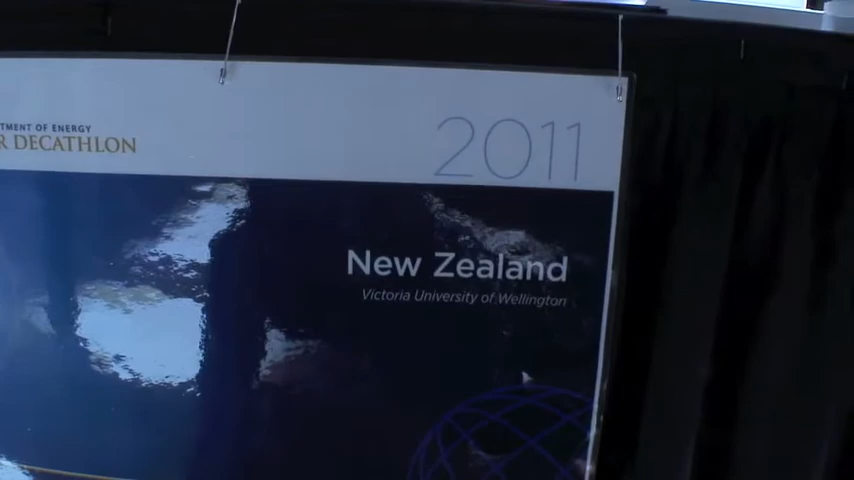 TMENT OF ENERGY
R DECATHLON
2011
New Zealand
Victoria University of Wellington